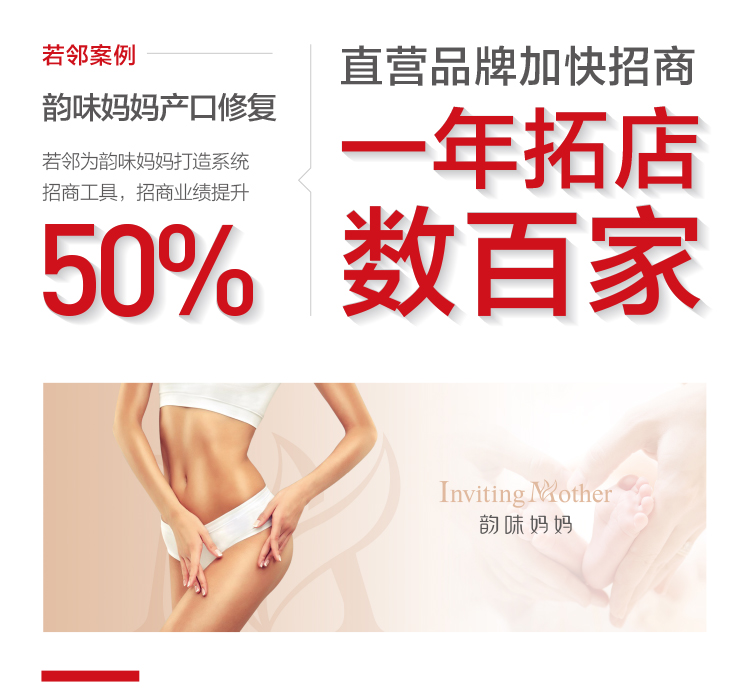 若邻案例
韵味妈妈产口修复
若邻为韵味妈妈打造系统
招商工具，招商业绩提升
50%
直营品牌加快招商
一年拓店
数百家
Inviting Mother
韵味妈妈